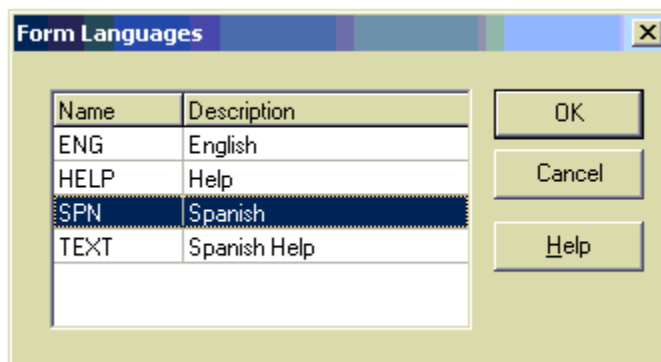 Form Languages
Name Description
ENG English
HELP Help
SPN Spanish
TEXT Spanish Help
OK
Cancel
Help